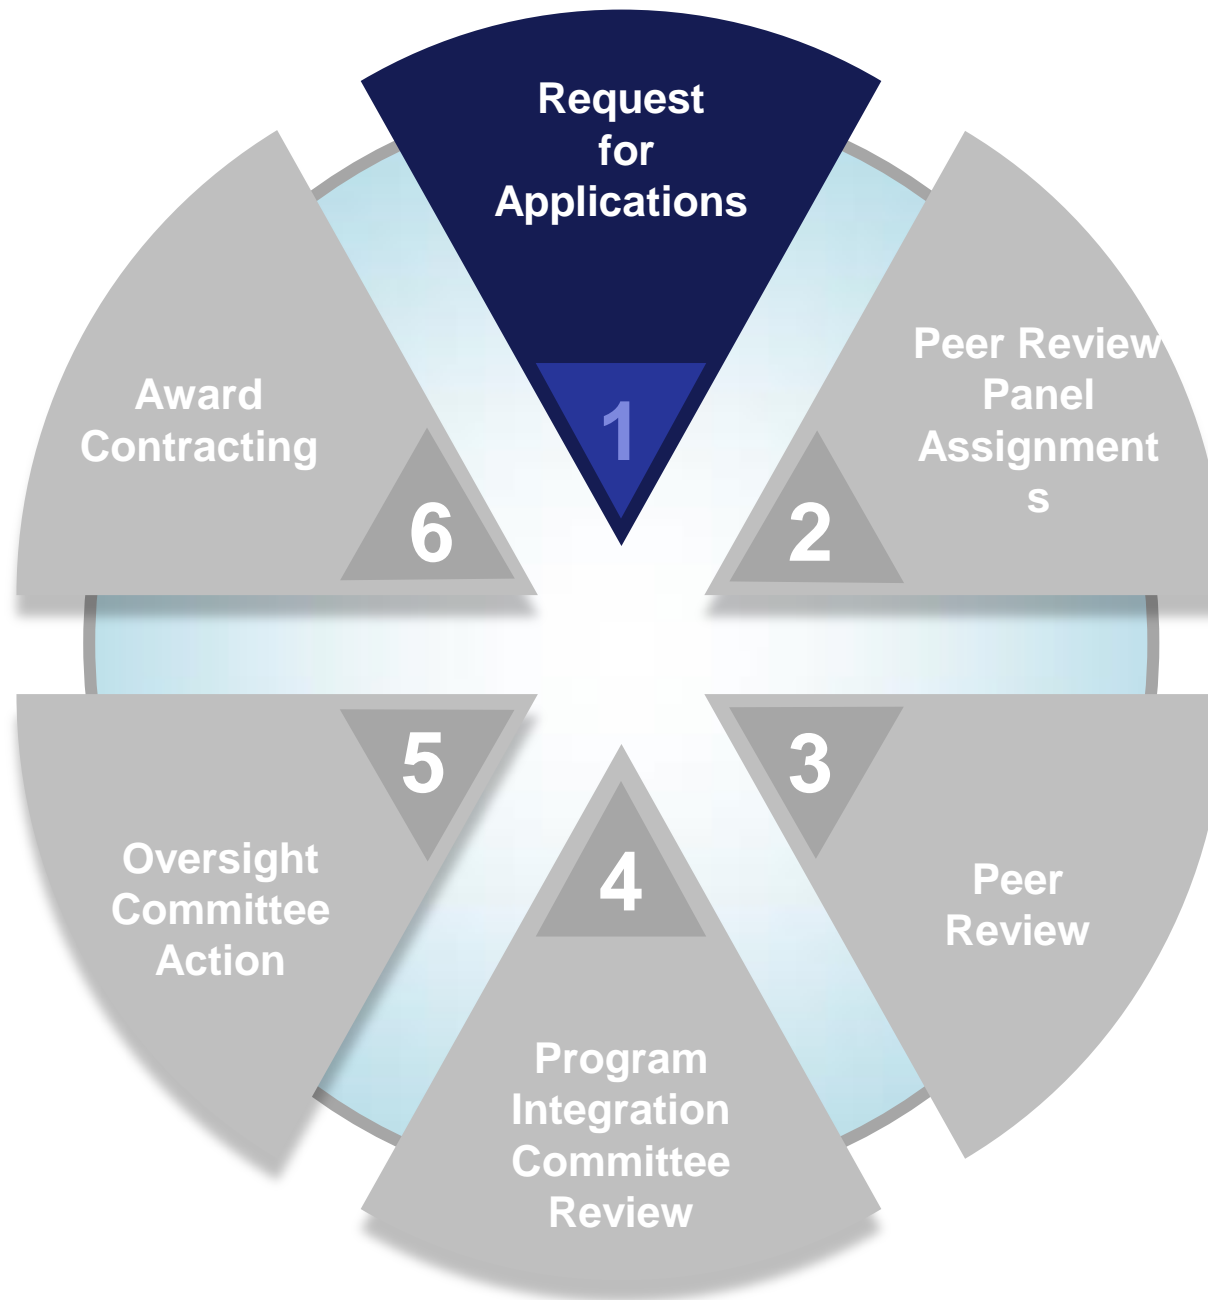 Request
for
Applications
1
Peer Review
Panel
Assignment
s
2
3
Peer
Review
4
Program
Integration
Committee
Review
5
Oversight
Committee
Action
Award
Contracting
6